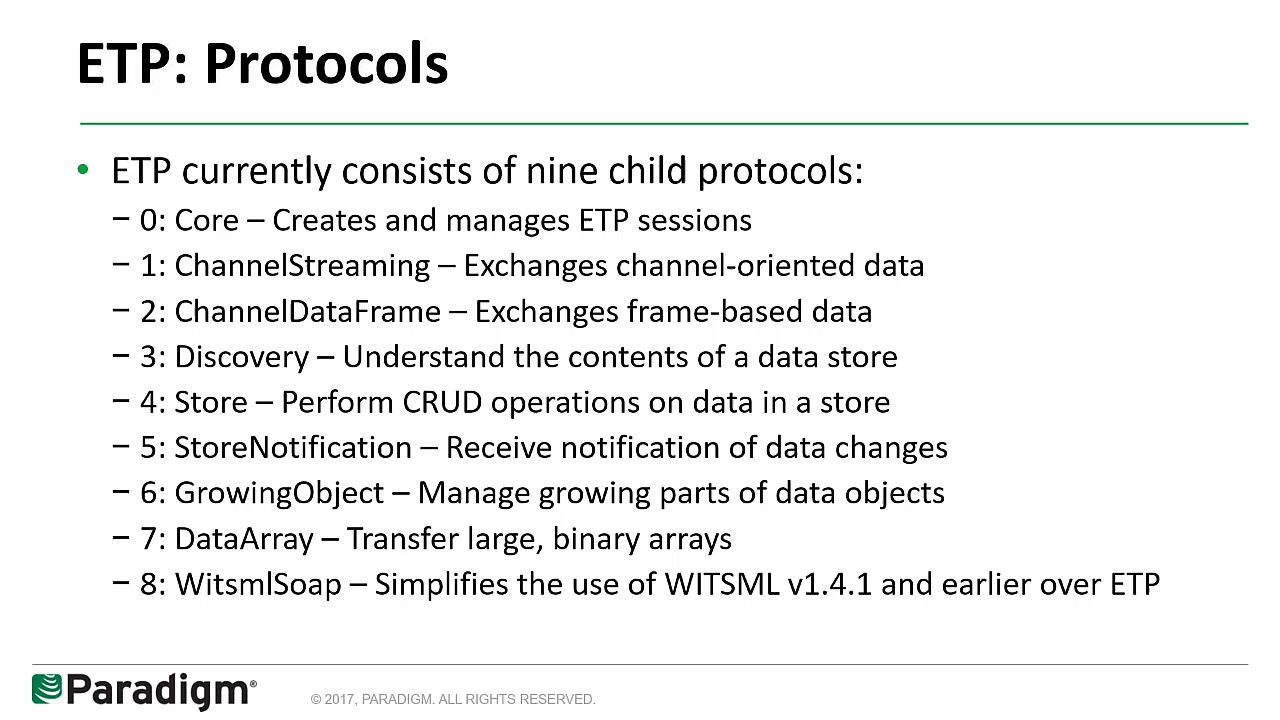 ETP: Protocols
• ETP currently consists of nine child protocols:
– 0: Core – Creates and manages ETP sessions
– 1: ChannelStreaming – Exchanges channel-oriented data
– 2: ChannelDataFrame – Exchanges frame-based data
– 3: Discovery – Understand the contents of a data store
– 4: Store – Perform CRUD operations on data in a store
– 5: StoreNotification – Receive notification of data changes
– 6: GrowingObject – Manage growing parts of data objects
– 7: DataArray – Transfer large, binary arrays
– 8: WitsmlSoap – Simplifies the use of WITSML v1.4.1 and earlier over ETP
Paradigm®
© 2017, PARADIGM. ALL RIGHTS RESERVED.